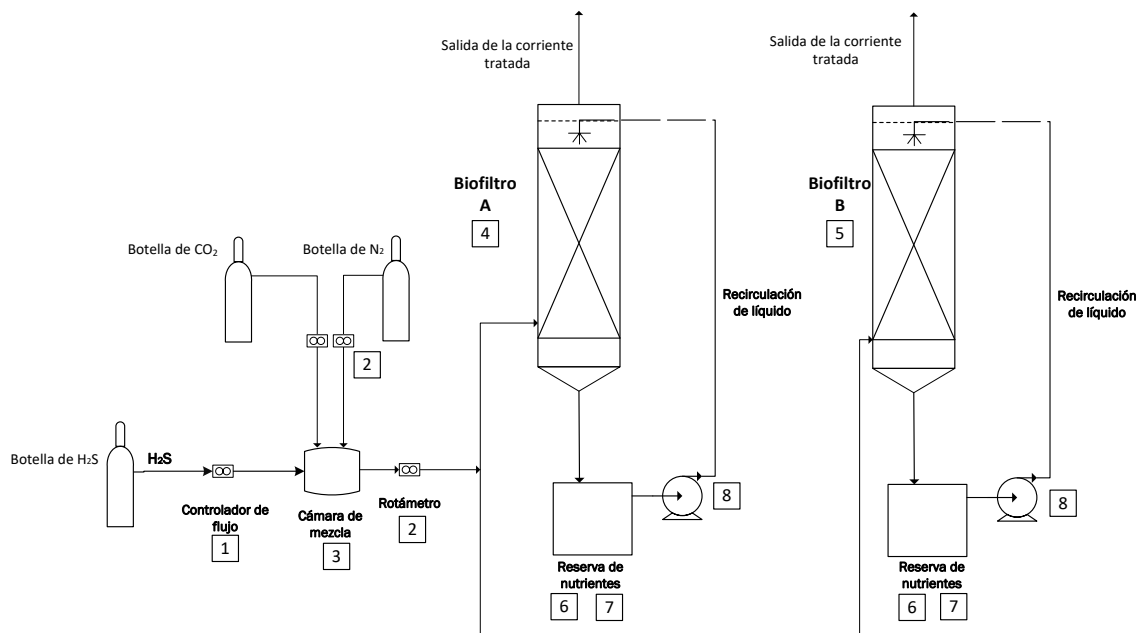 Salida de la corriente
tratada
Salida de la corriente
tratada
Biofiltro
A
4
Biofiltro
B
5
Botella de CO₂
Botella de N₂
2
Recirculación
de líquido
Recirculación
de líquido
Botella de H₂S
H₂S
Controlador de
flujo
1
Cámara de
mezcla
3
Rotámetro
2
8
8
Reserva de
nutrientes
6 7
Reserva de
nutrientes
6 7